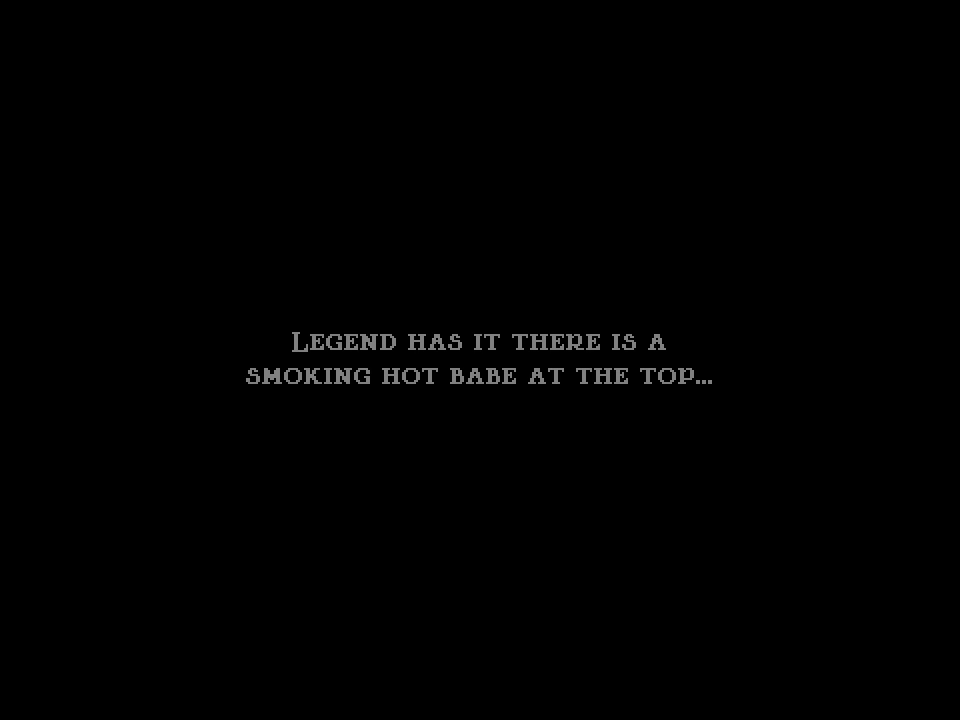 Legend has it there is a
smoking hot babe at the top...